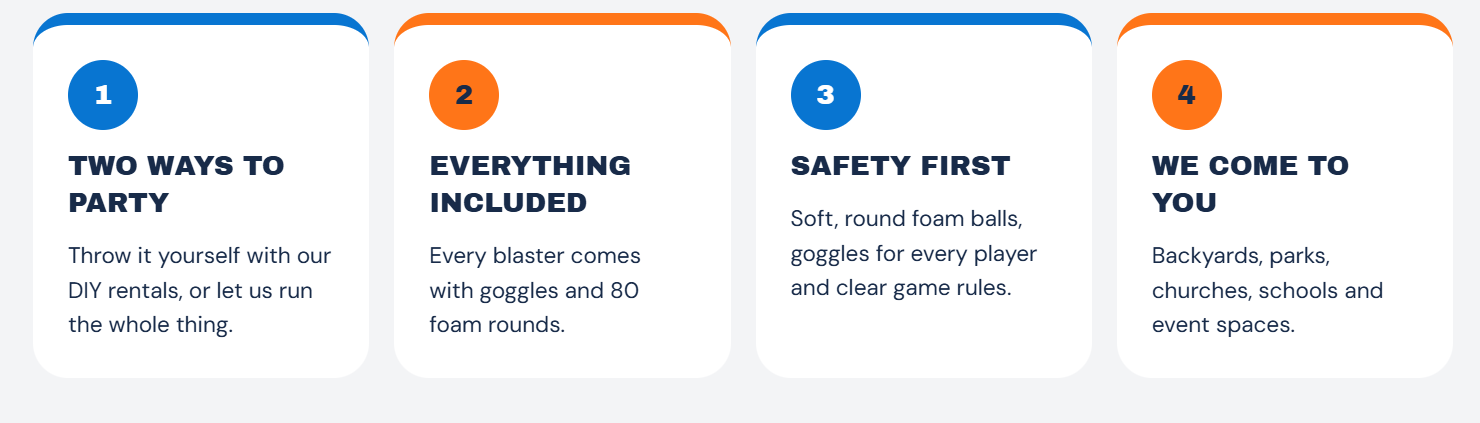 1
TWO WAYS TO
PARTY
Throw it yourself with our
DIY rentals, or let us run
the whole thing.
2
EVERYTHING
INCLUDED
Every blaster comes
with goggles and 80
foam rounds.
3
SAFETY FIRST
Soft, round foam balls,
goggles for every player
and clear game rules.
4
WE COME TO
YOU
Backyards, parks,
churches, schools and
event spaces.